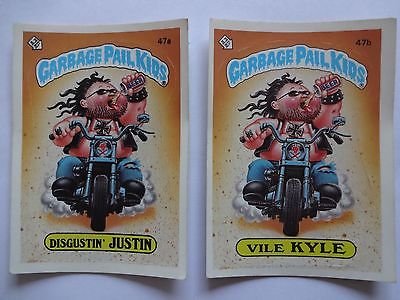 47a
GARBAGE PAIL KIDS
DISGUSTIN' JUSTIN
47b
GARBAGE PAIL KIDS
VILE KYLE